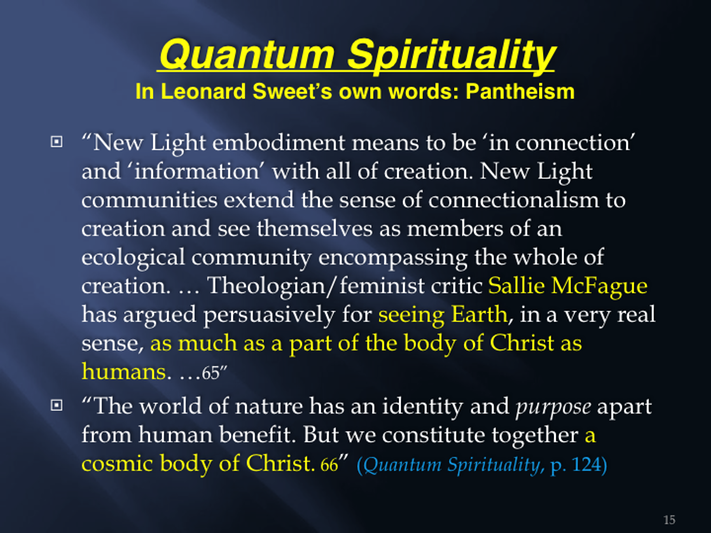 Quantum Spirituality
In Leonard Sweet's own words: Pantheism
“New Light embodiment means to be ‘in connection’
and ‘information’ with all of creation. New Light
communities extend the sense of connectionalism to
creation and see themselves as members of an
ecological community encompassing the whole of
creation. … Theologian/feminist critic Sallie McFague
has argued persuasively for seeing Earth, in a very real
sense, as much as a part of the body of Christ as
humans. …65”
“The world of nature has an identity and purpose apart
from human benefit. But we constitute together a
cosmic body of Christ. 66” (Quantum Spirituality, p. 124)
15